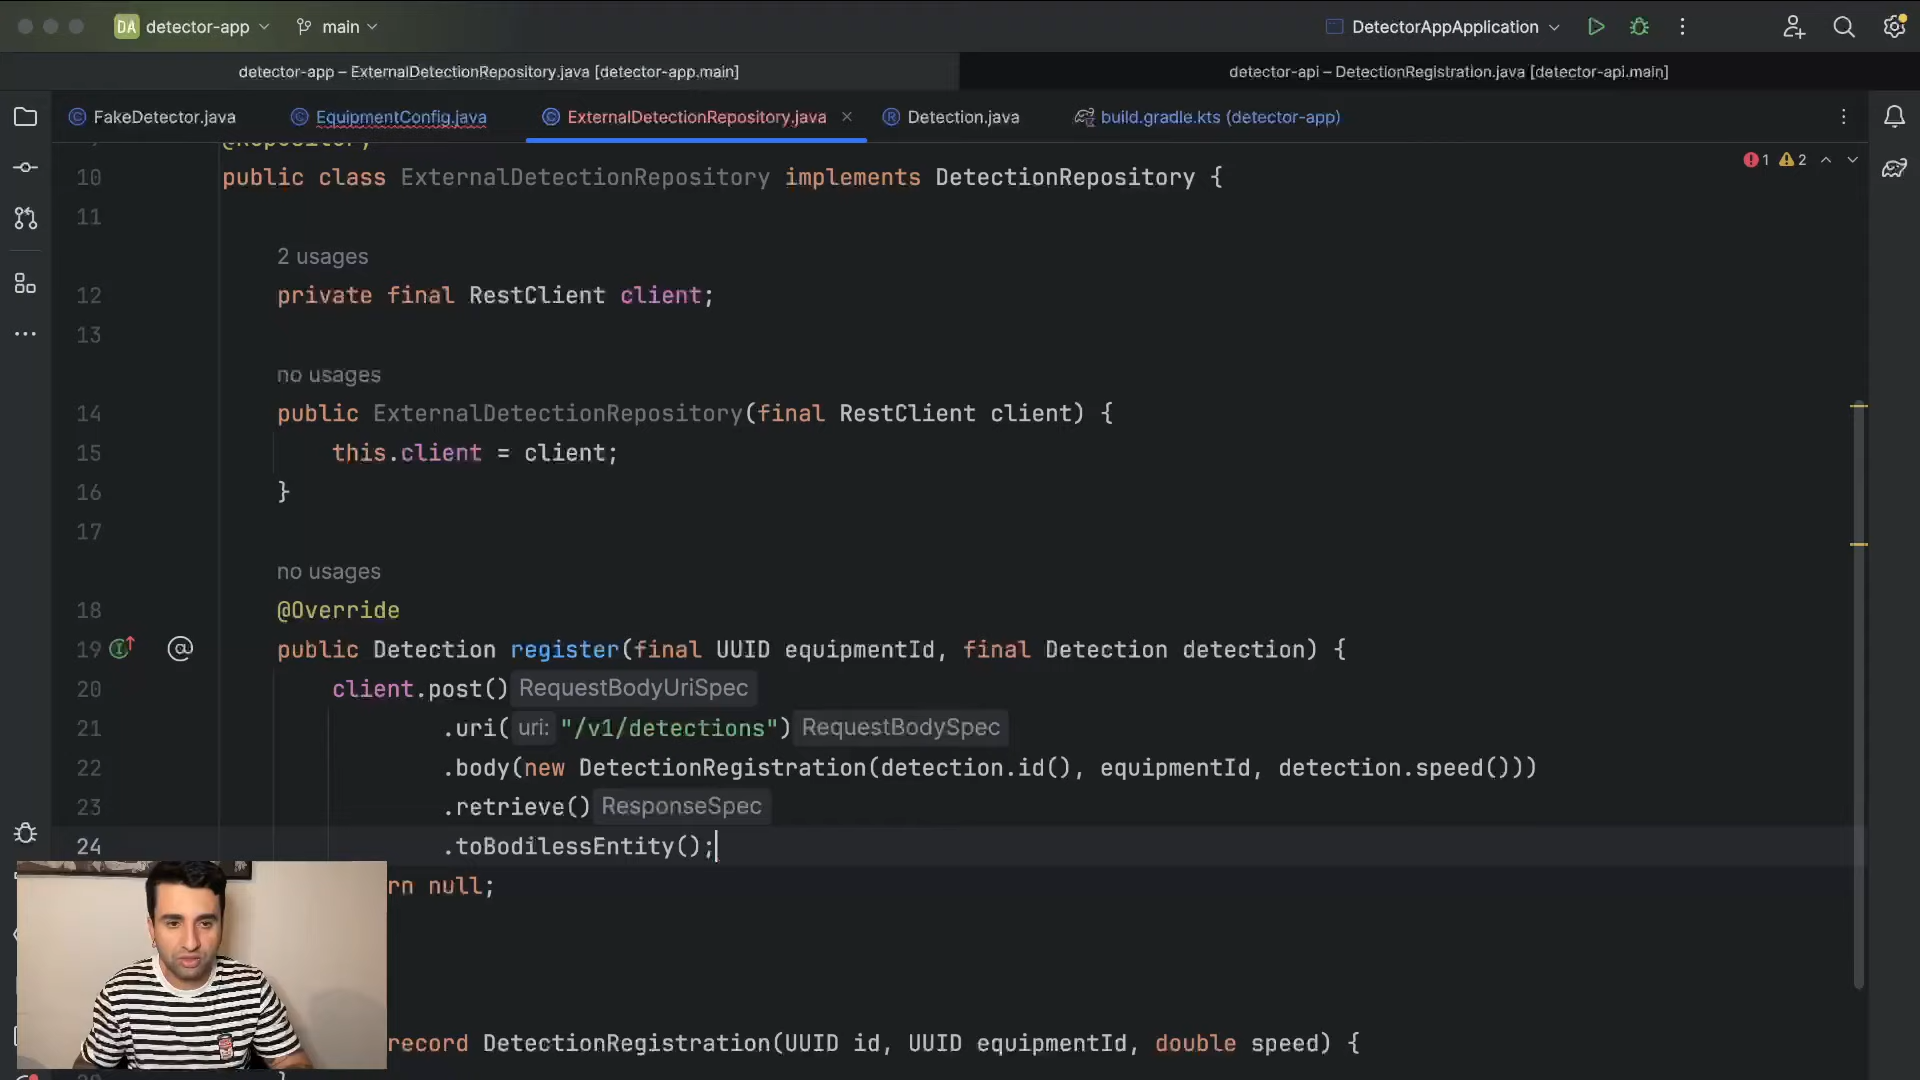 DA detector-app main DetectorAppApplication
detector-app – ExternalDetectionRepository.java [detector-app.main] detector-api – DetectionRegistration.java [detector-api.main]
FakeDetector.java EquipmentConfig.java ExternalDetectionRepository.java Detection.java build.gradle.kts (detector-app)
@Repository
1 2
10 public class ExternalDetectionRepository implements DetectionRepository {
11
2 usages
12 private final RestClient client;
13
no usages
14 public ExternalDetectionRepository(final RestClient client) {
15 this.client = client;
16 }
17
no usages
18 @Override
19 public Detection register(final UUID equipmentId, final Detection detection) {
20 client.post() RequestBodyUriSpec
21 .uri( uri: "/v1/detections") RequestBodySpec
22 .body(new DetectionRegistration(detection.id(), equipmentId, detection.speed()))
23 .retrieve() ResponseSpec
24 .toBodilessEntity();
rn null;
record DetectionRegistration(UUID id, UUID equipmentId, double speed) {
}